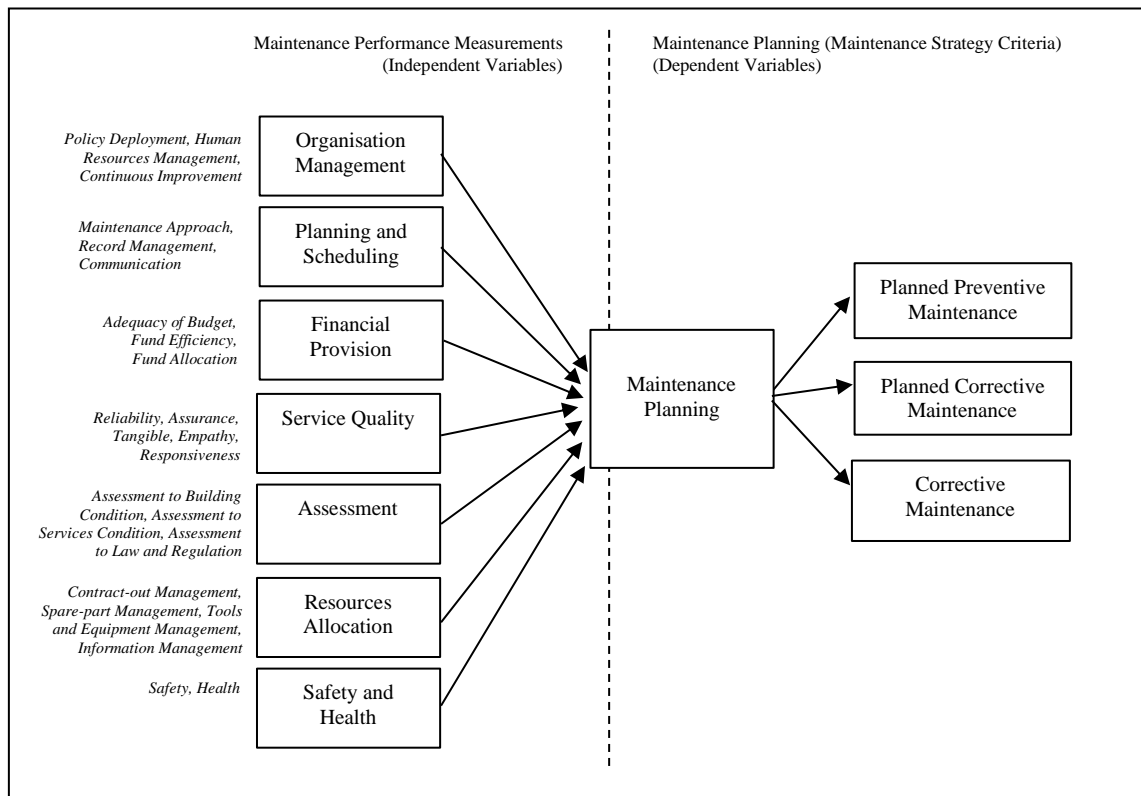 Maintenance Performance Measurements
(Independent Variables)
Maintenance Planning (Maintenance Strategy Criteria)
(Dependent Variables)
Policy Deployment, Human
Resources Management,
Continuous Improvement
Organisation
Management
Maintenance Approach,
Record Management,
Communication
Planning and
Scheduling
Adequacy of Budget,
Fund Efficiency,
Fund Allocation
Financial
Provision
Reliability, Assurance,
Tangible, Empathy,
Responsiveness
Service Quality
Assessment to Building
Condition, Assessment to
Services Condition, Assessment
to Law and Regulation
Assessment
Contract-out Management,
Spare-part Management, Tools
and Equipment Management,
Information Management
Resources
Allocation
Safety, Health
Safety and
Health
Maintenance
Planning
Planned Preventive
Maintenance
Planned Corrective
Maintenance
Corrective
Maintenance